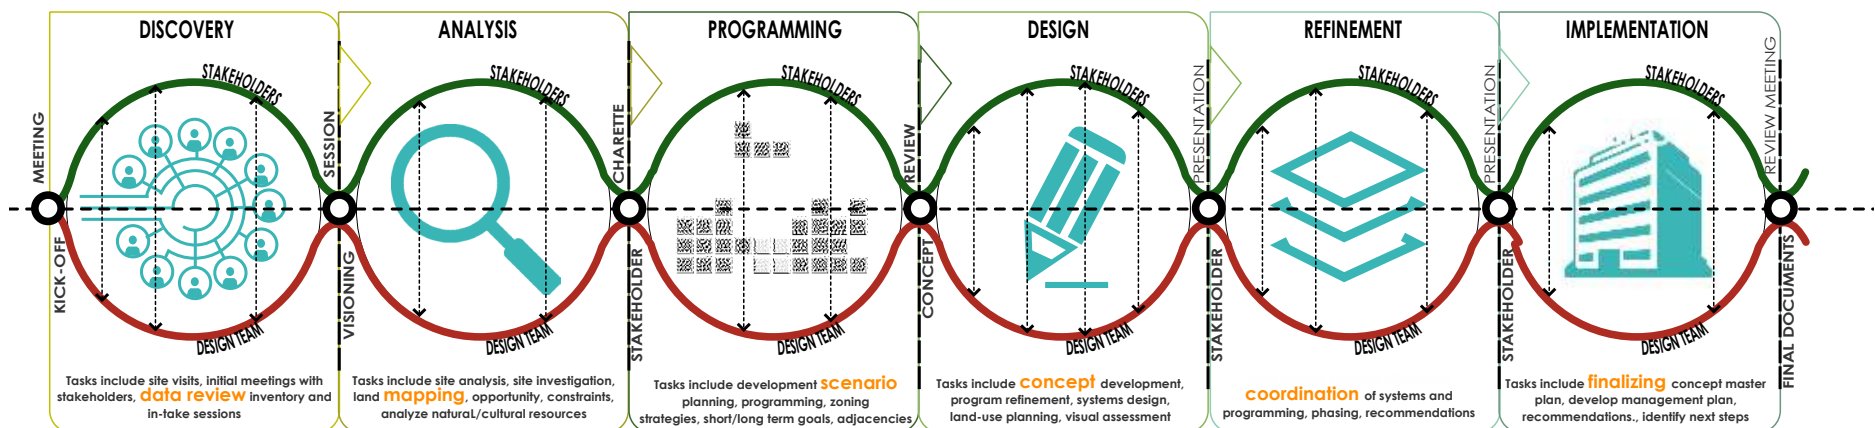 DISCOVERY
ANALYSIS
PROGRAMMING
DESIGN
REFINEMENT
IMPLEMENTATION
STAKEHOLDERS
STAKEHOLDERS
STAKEHOLDERS
STAKEHOLDERS
STAKEHOLDERS
STAKEHOLDERS
MEETING
SESSION
CHARETTE
REVIEW
PRESENTATION
PRESENTATION
REVIEW MEETING
KICK-OFF
VISIONING
STAKEHOLDER
CONCEPT
STAKEHOLDER
STAKEHOLDER
FINAL DOCUMENTS
DESIGN TEAM
DESIGN TEAM
DESIGN TEAM
DESIGN TEAM
DESIGN TEAM
DESIGN TEAM
Tasks include site visits, initial meetings with
stakeholders, data review inventory and
in-take sessions
Tasks include site analysis, site investigation,
land mapping, opportunity, constraints,
analyze natural/cultural resources
Tasks include development scenario
planning, programming, zoning
strategies, short/long term goals, adjacencies
Tasks include concept development,
program refinement, systems design,
land-use planning, visual assessment
coordination of systems and
programming, phasing, recommendations
Tasks include finalizing concept master
plan, develop management plan,
recommendations., identify next steps